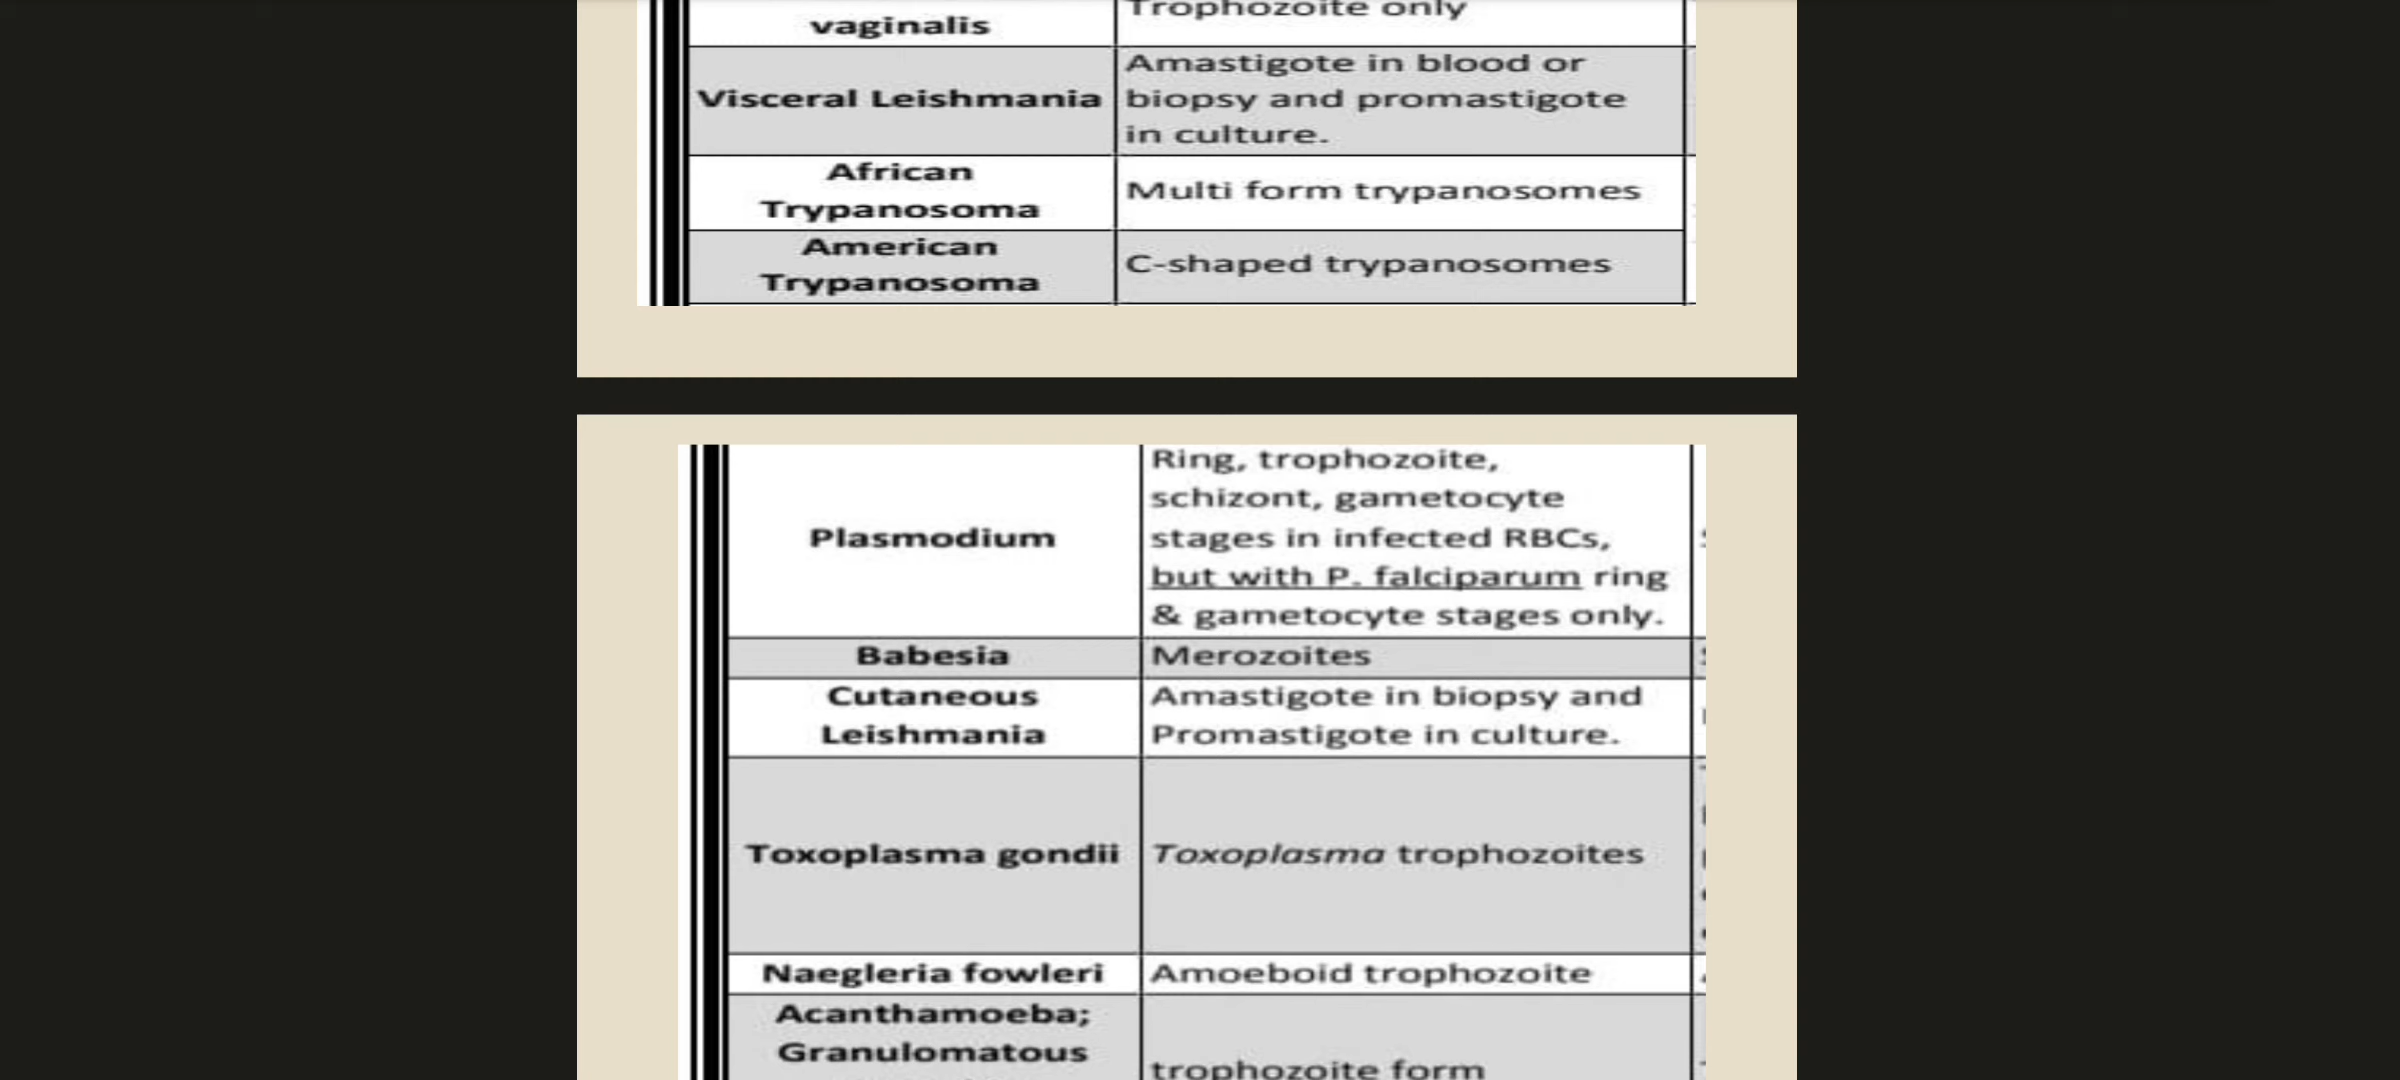 vaginalis
Trophozoite only
Visceral Leishmania
Amastigote in blood or
biopsy and promastigote
in culture.
African
Trypanosoma
Multi form trypanosomes
American
Trypanosoma
C-shaped trypanosomes
Plasmodium
Ring, trophozoite,
schizont, gametocyte
stages in infected RBCs,
but with P. falciparum ring
& gametocyte stages only.
Babesia
Merozoites
Cutaneous
Leishmania
Amastigote in biopsy and
Promastigote in culture.
Toxoplasma gondii
Toxoplasma trophozoites
Naegleria fowleri
Amoeboid trophozoite
Acanthamoeba;
Granulomatous
trophozoite form